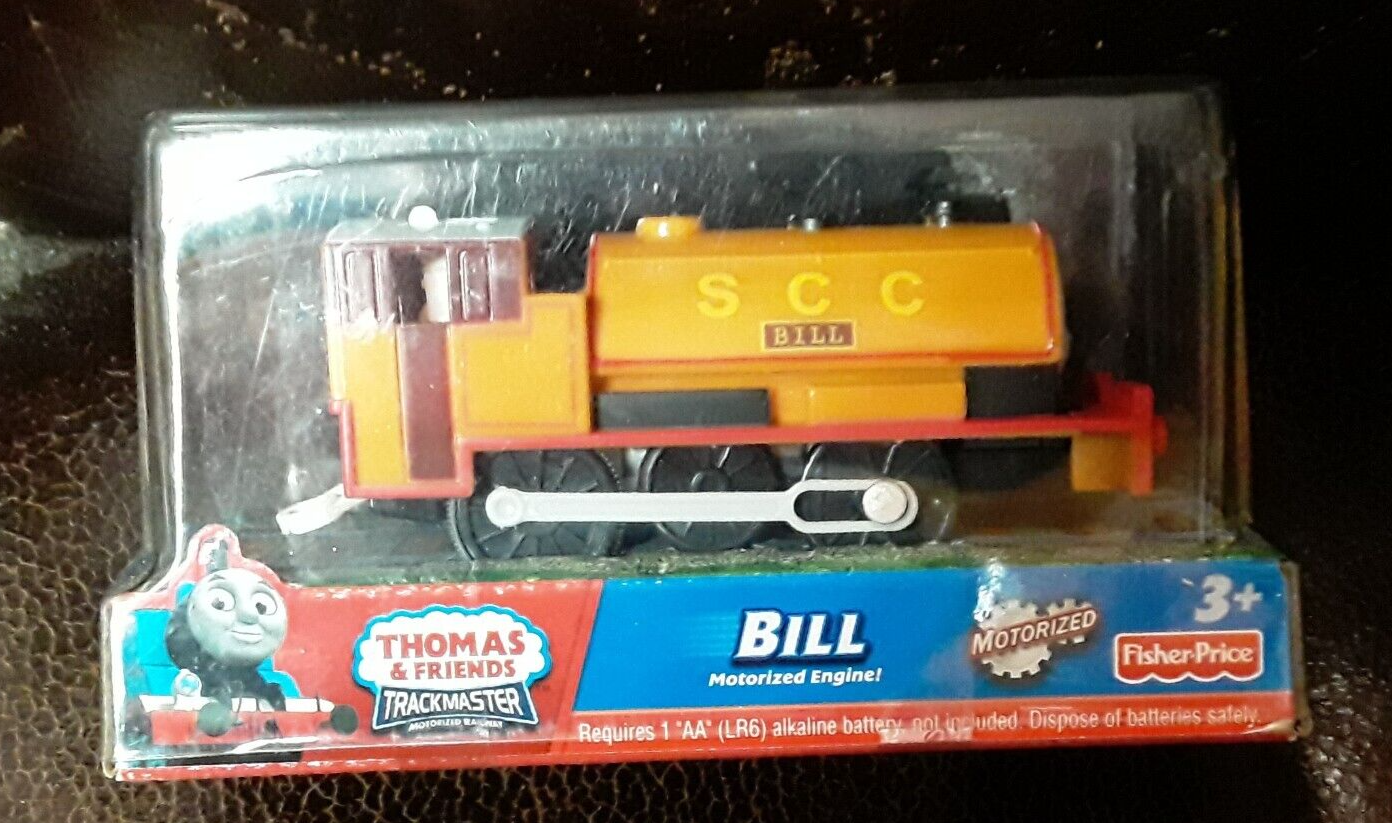 S C C
BILL
THOMAS
& FRIENDS
TRACKMASTER
MOTORIZED RAILWAY
BILL
Motorized Engine!
MOTORIZED
3+
Fisher-Price
Requires 1 "AA" (LR6) alkaline battery, not included. Dispose of batteries safely.